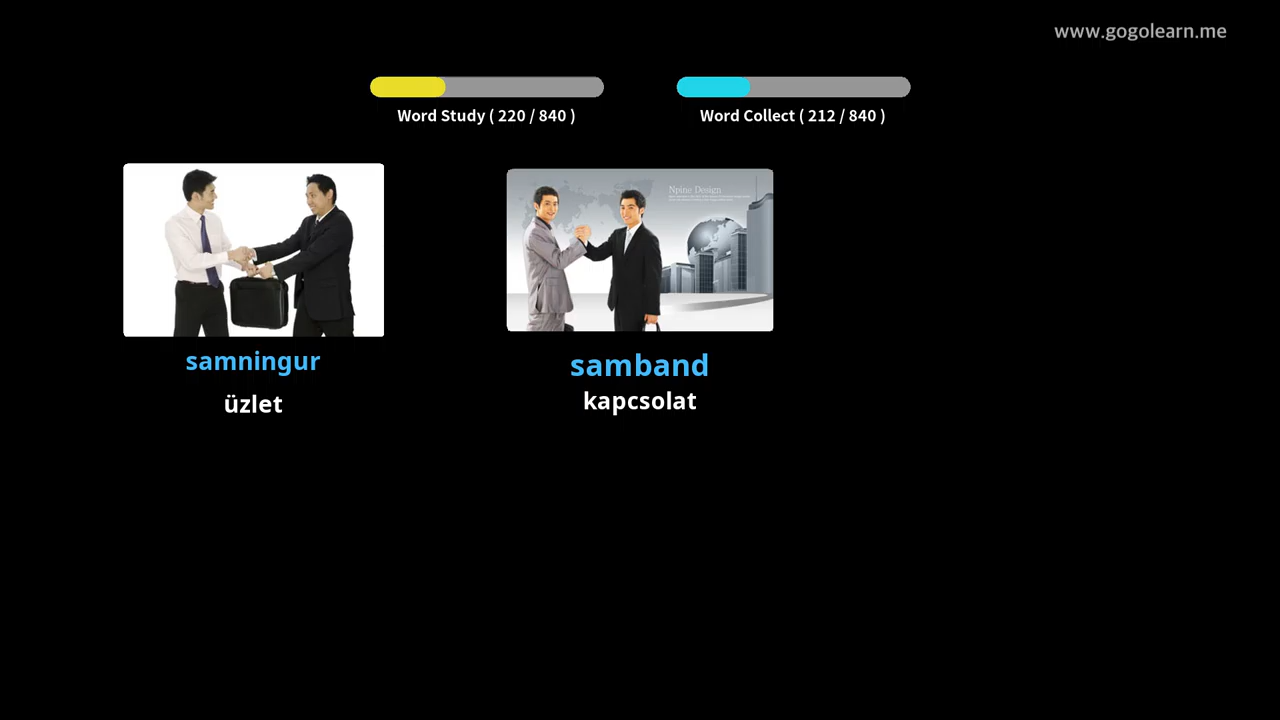 www.gogolearn.me
Word Study ( 220 / 840 )
Word Collect ( 212 / 840 )
Npine Design
samningur
üzlet
samband
kapcsolat